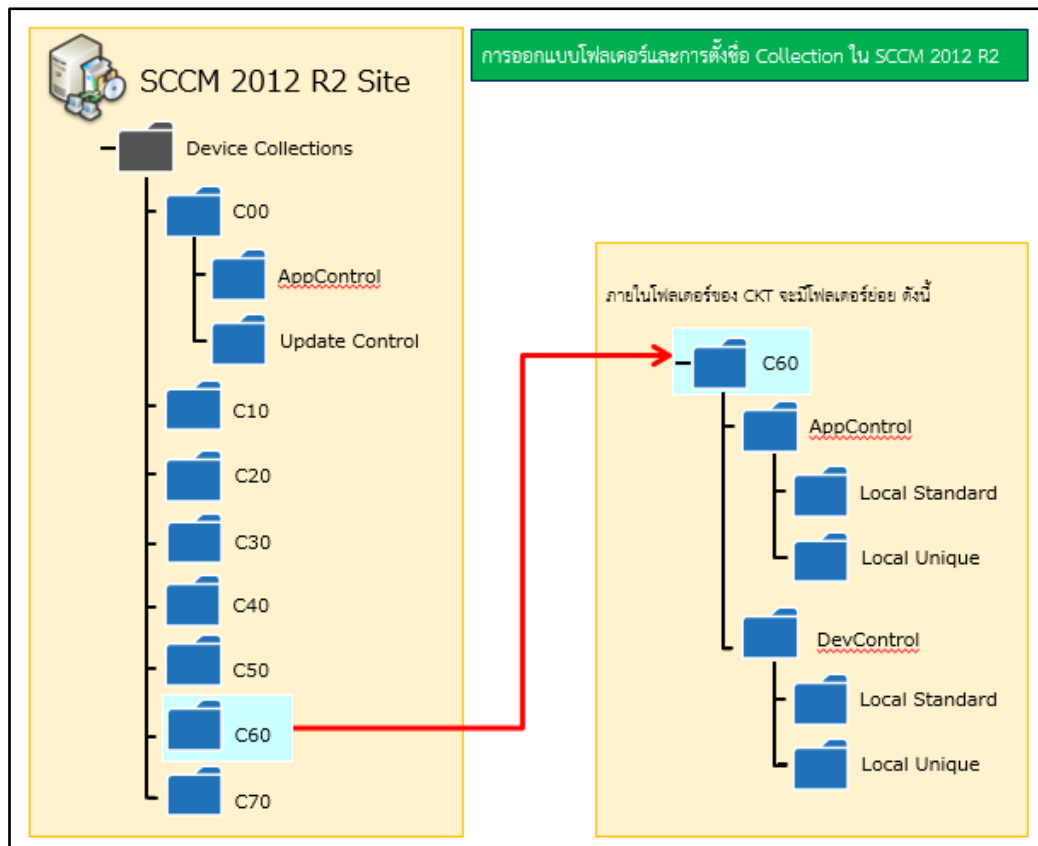 SCCM 2012 R2 Site
การออกแบบโฟลเดอร์และการตั้งชื่อ Collection ใน SCCM 2012 R2
Device Collections
C00
AppControl
Update Control
C10
C20
C30
C40
C50
C60
C70
ภายในโฟลเดอร์ของ CKT จะมีโฟลเดอร์ย่อย ดังนี้
C60
AppControl
Local Standard
Local Unique
DevControl
Local Standard
Local Unique